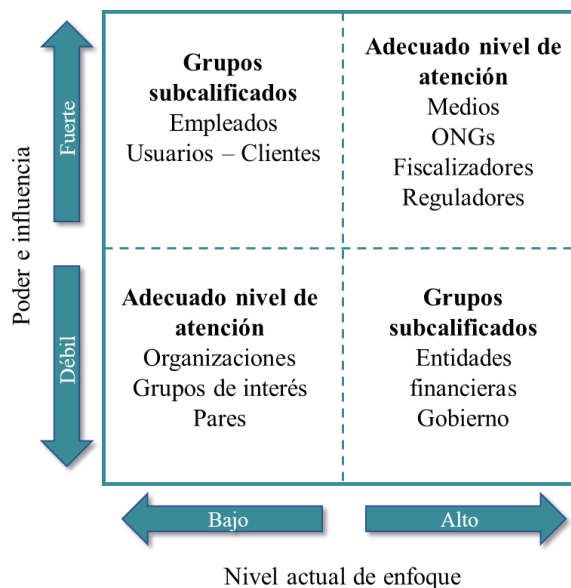 Poder e influencia
Fuerte
Débil
Grupos
subcalificados
Empleados
Usuarios – Clientes
Adecuado nivel de
atención
Medios
ONGs
Fiscalizadores
Reguladores
Adecuado nivel de
atención
Organizaciones
Grupos de interés
Pares
Grupos
subcalificados
Entidades
financieras
Gobierno
Bajo
Alto
Nivel actual de enfoque